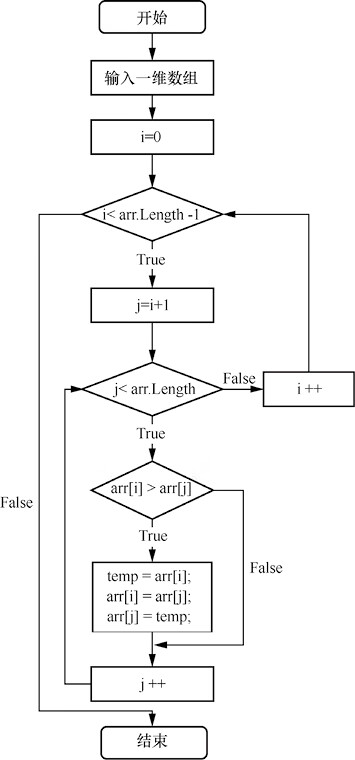 开始
输入一维数组
i=0
i< arr.Length -1
True
j=i+1
j< arr.Length
False
i ++
True
arr[i] > arr[j]
False
True
False
temp = arr[i];
arr[i] = arr[j];
arr[j] = temp;
j ++
结束